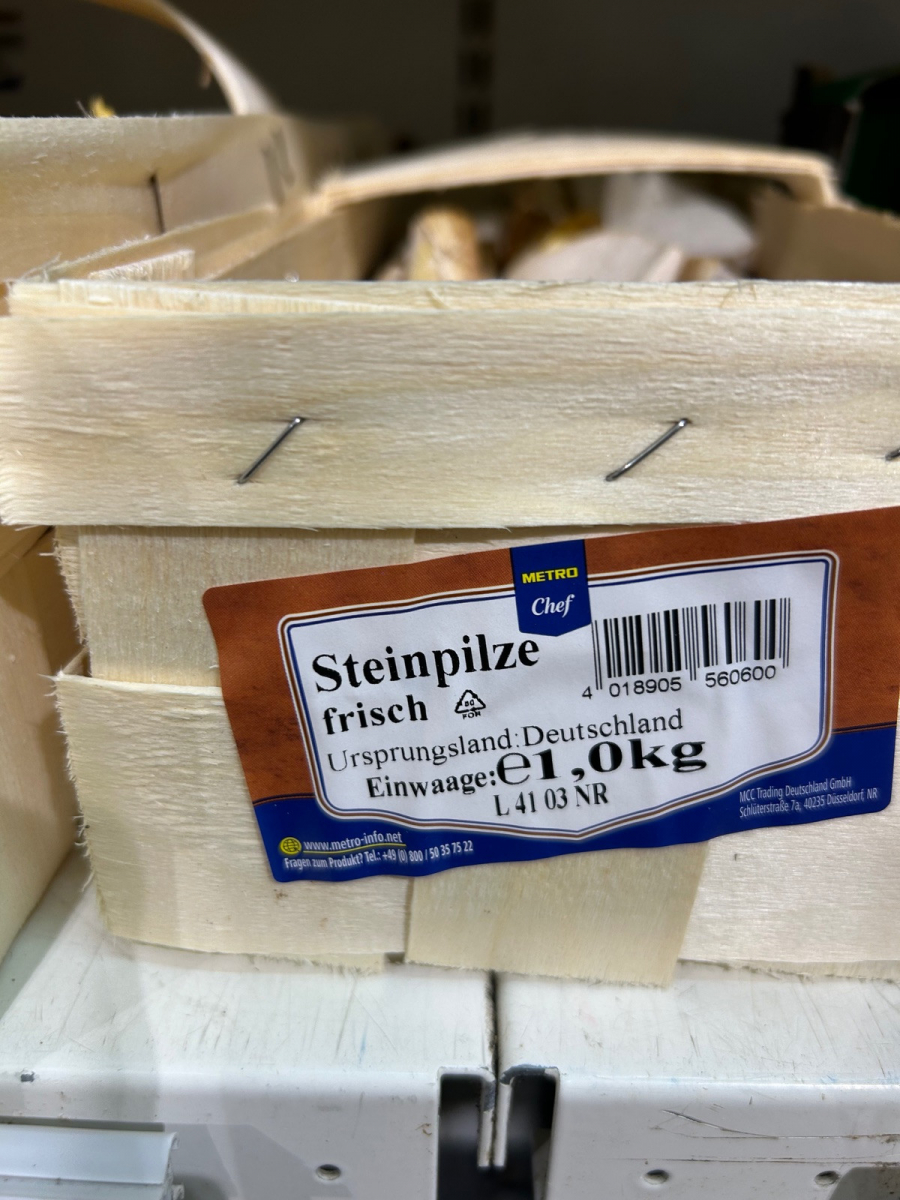 METRO
Chef
Steinpilze
frisch
80
FOR
4 018905 560600
Ursprungsland:Deutschland
Einwaage:℮1,0kg
L 41 03 NR
MCC Trading Deutschland GmbH
Schlüterstraße 7a, 40235 Düsseldorf, NR
www.metro-info.net
Fragen zum Produkt? Tel.: +49 (0) 800 / 50 35 75 22